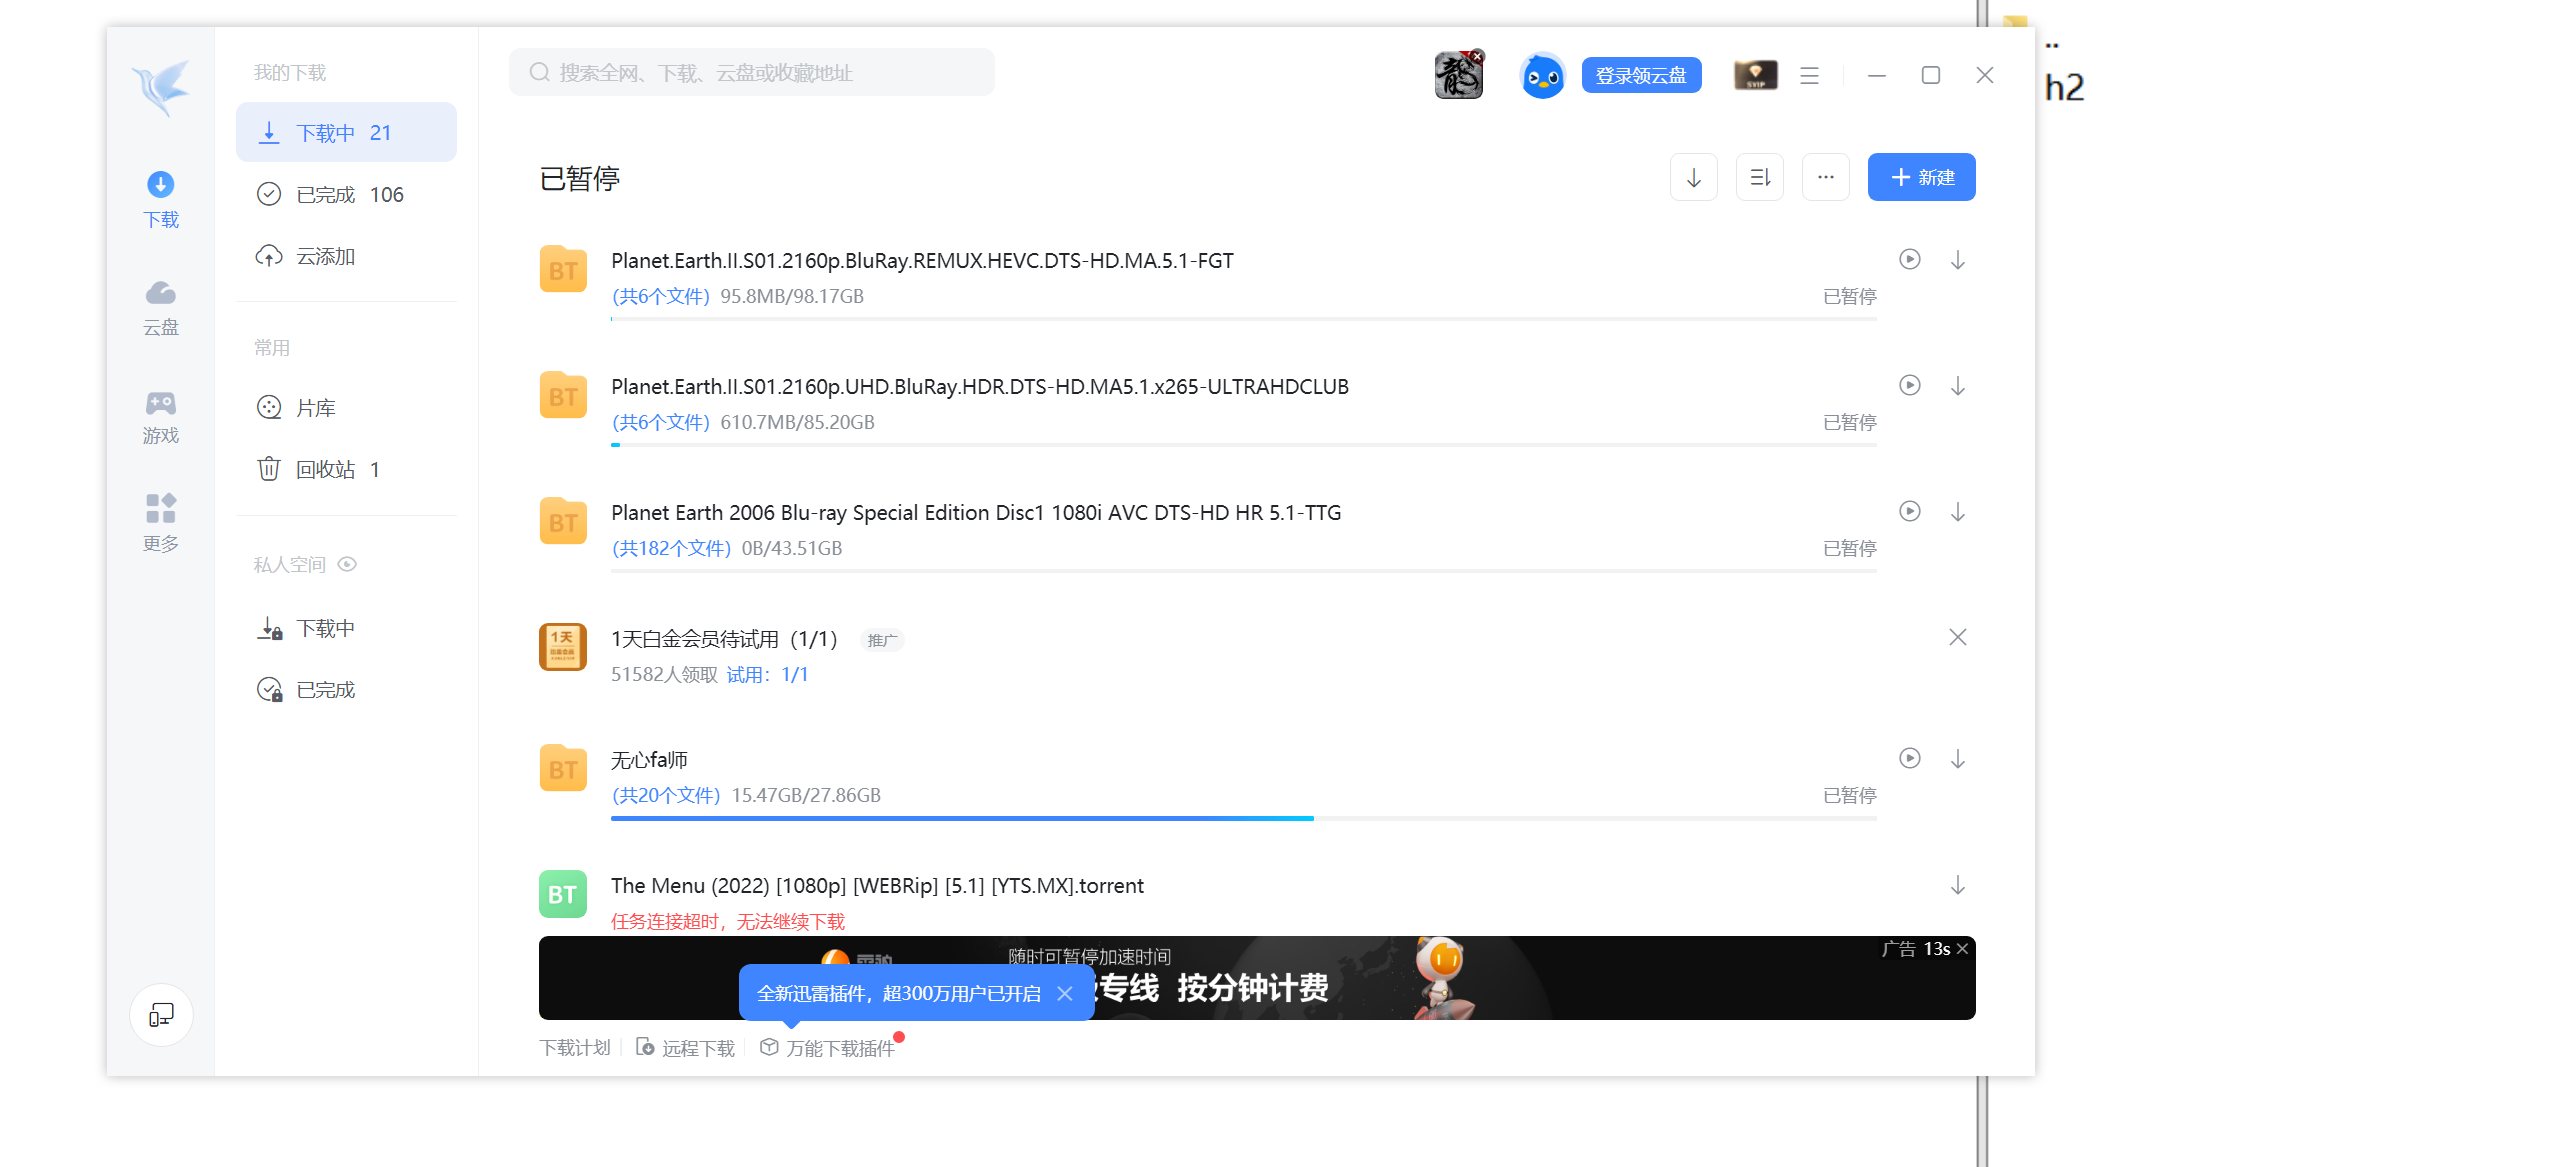 我的下载
下载中 21
已完成 106
云添加
常用
片库
回收站 1
私人空间
下载中
已完成
下载
云盘
游戏
更多
搜索全网、下载、云盘或收藏地址
登录领云盘
SVIP
已暂停
新建
BT
Planet.Earth.II.S01.2160p.BluRay.REMUX.HEVC.DTS-HD.MA.5.1-FGT
(共6个文件) 95.8MB/98.17GB
已暂停
BT
Planet.Earth.II.S01.2160p.UHD.BluRay.HDR.DTS-HD.MA5.1.x265-ULTRAHDCLUB
(共6个文件) 610.7MB/85.20GB
已暂停
BT
Planet Earth 2006 Blu-ray Special Edition Disc1 1080i AVC DTS-HD HR 5.1-TTG
(共182个文件) 0B/43.51GB
已暂停
1天
1天白金会员待试用（1/1） 推广
51582人领取 试用：1/1
BT
无心fa师
(共20个文件) 15.47GB/27.86GB
已暂停
BT
The Menu (2022) [1080p] [WEBRip] [5.1] [YTS.MX].torrent
任务连接超时，无法继续下载
随时可暂停加速时间
专线 按分钟计费
广告 13s
全新迅雷插件，超300万用户已开启
下载计划
远程下载
万能下载插件
..
h2